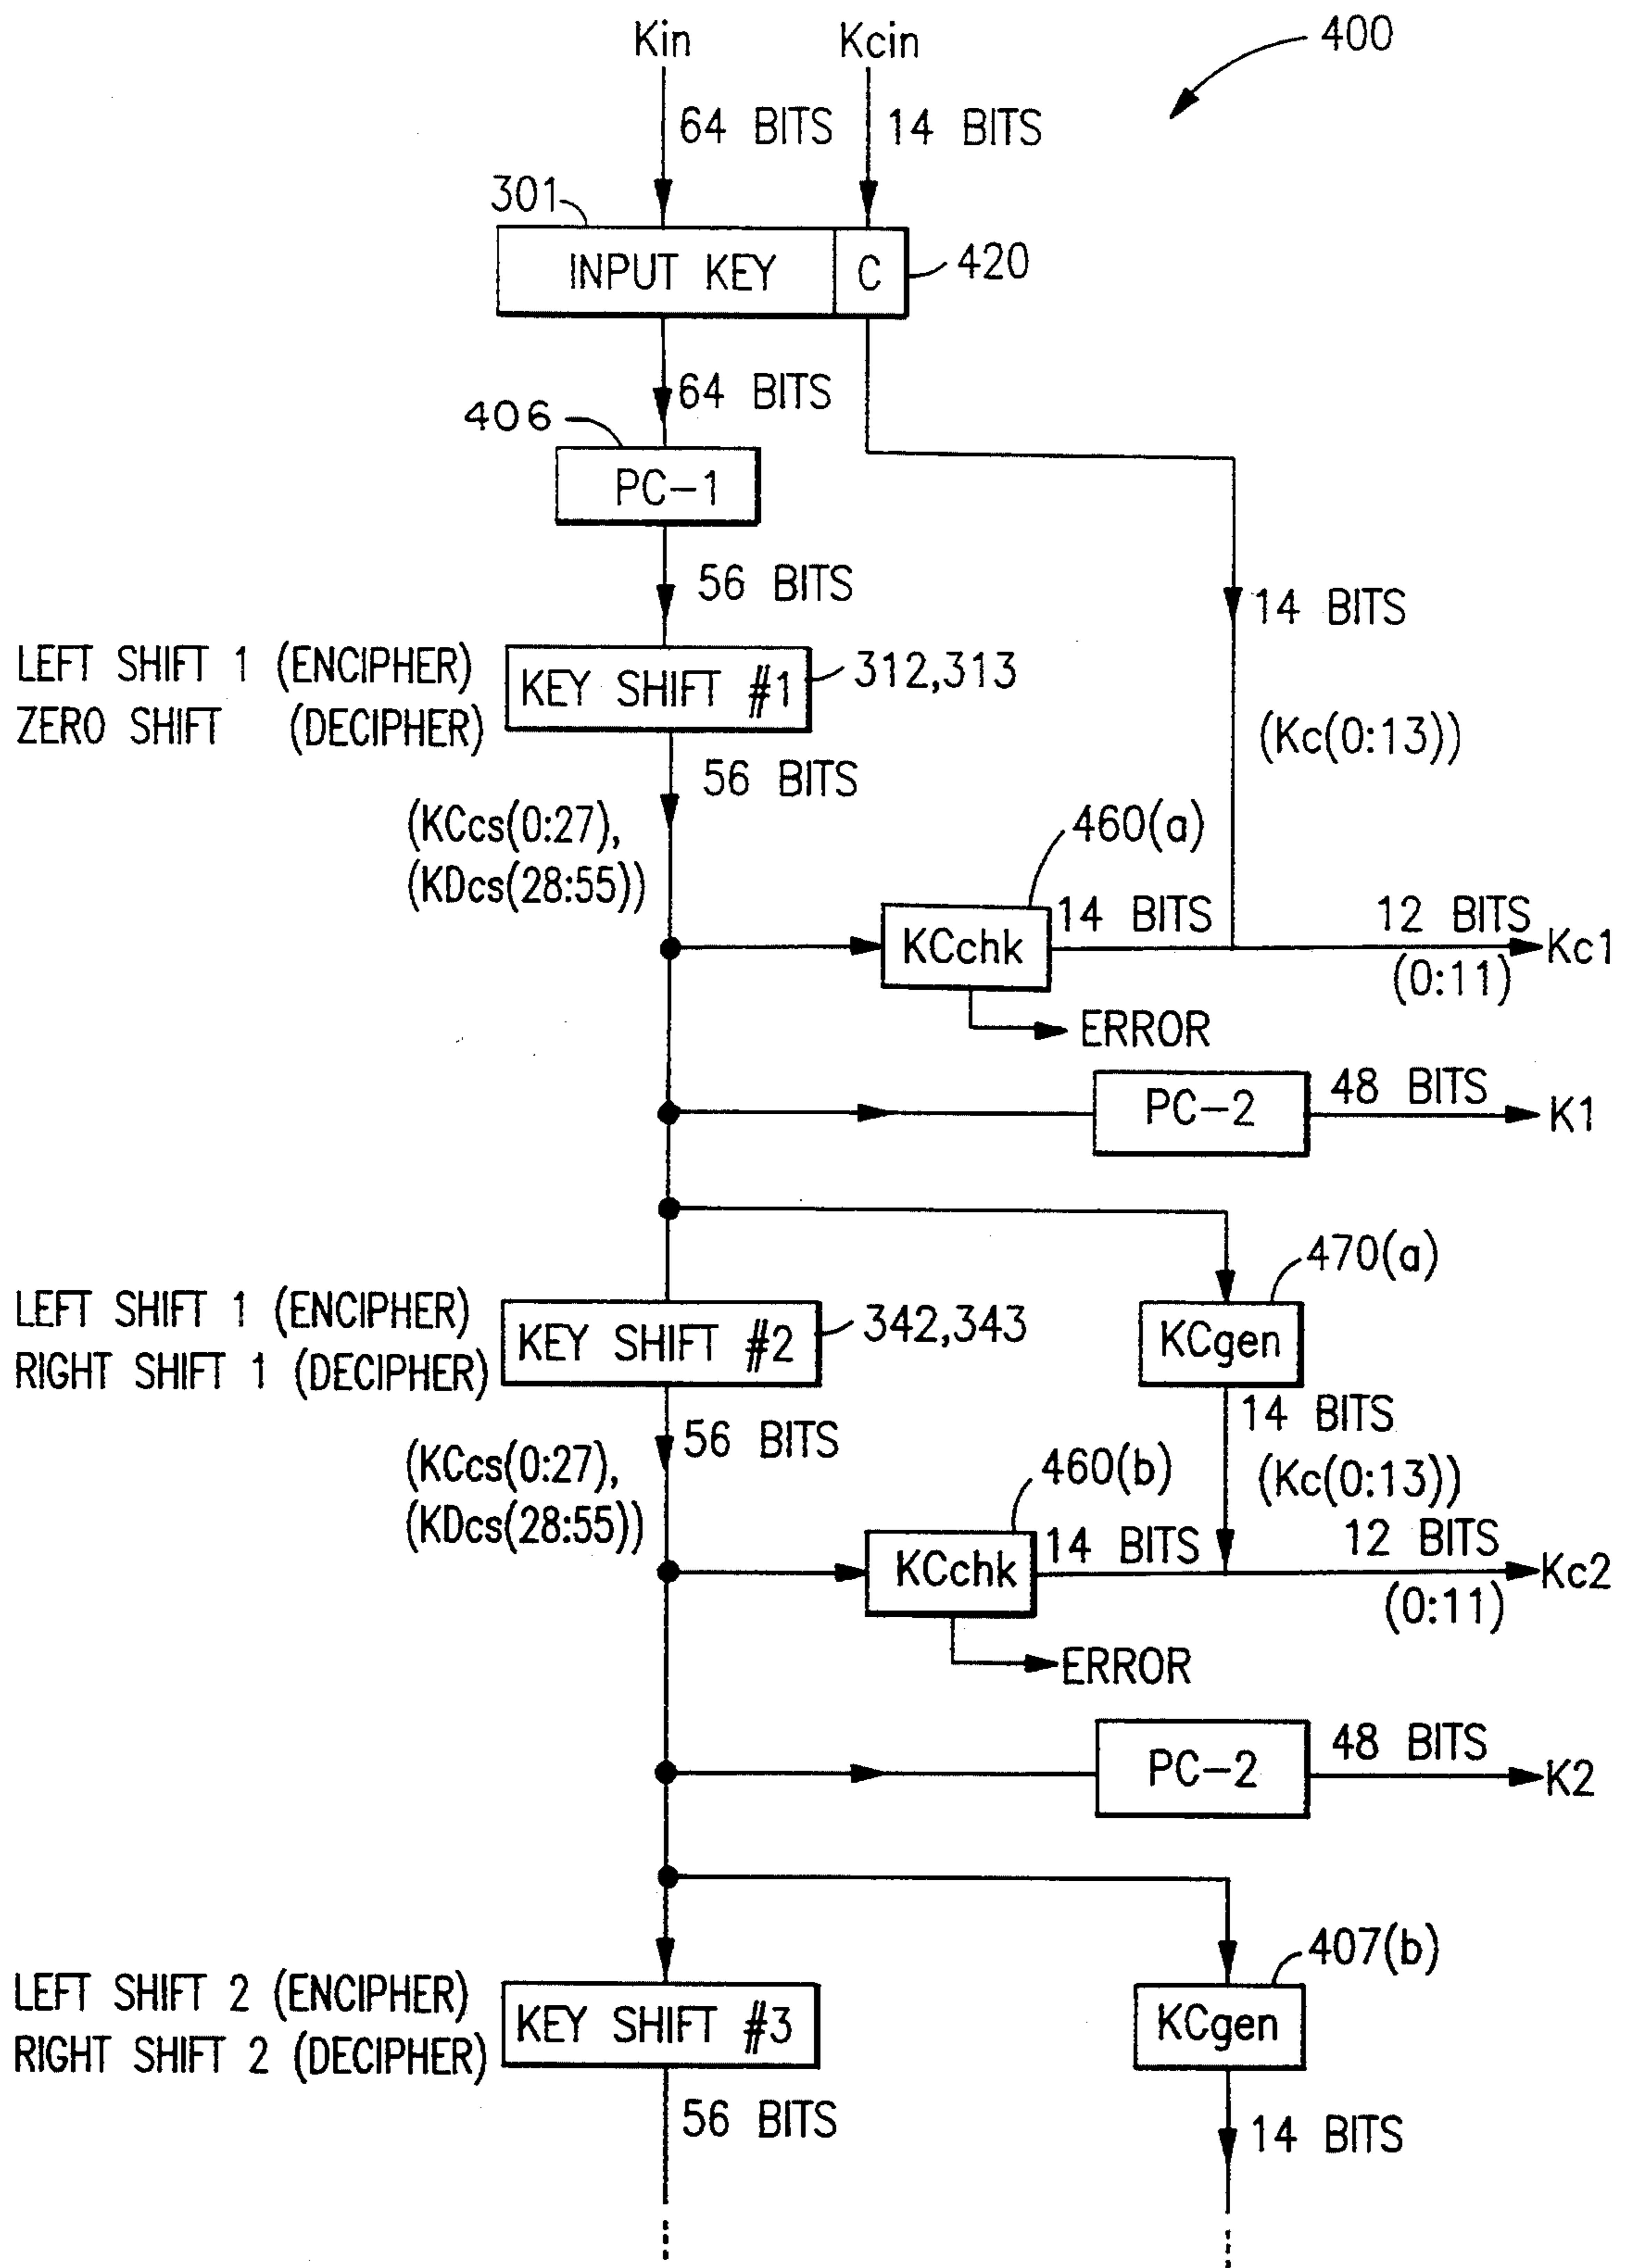 Kin
Kcin
400
64 BITS
14 BITS
301
INPUT KEY
C
420
64 BITS
406
PC-1
56 BITS
14 BITS
LEFT SHIFT 1 (ENCIPHER)
ZERO SHIFT (DECIPHER)
KEY SHIFT #1
312,313
(Kc(0:13))
56 BITS
(KCcs(0:27),
(KDcs(28:55))
460(a)
KCchk
14 BITS
12 BITS
(0:11)
Kc1
ERROR
PC-2
48 BITS
K1
470(a)
LEFT SHIFT 1 (ENCIPHER)
RIGHT SHIFT 1 (DECIPHER)
KEY SHIFT #2
342,343
KCgen
56 BITS
14 BITS
(Kc(0:13))
(KCcs(0:27),
(KDcs(28:55))
460(b)
KCchk
14 BITS
12 BITS
(0:11)
Kc2
ERROR
PC-2
48 BITS
K2
407(b)
LEFT SHIFT 2 (ENCIPHER)
RIGHT SHIFT 2 (DECIPHER)
KEY SHIFT #3
KCgen
56 BITS
14 BITS